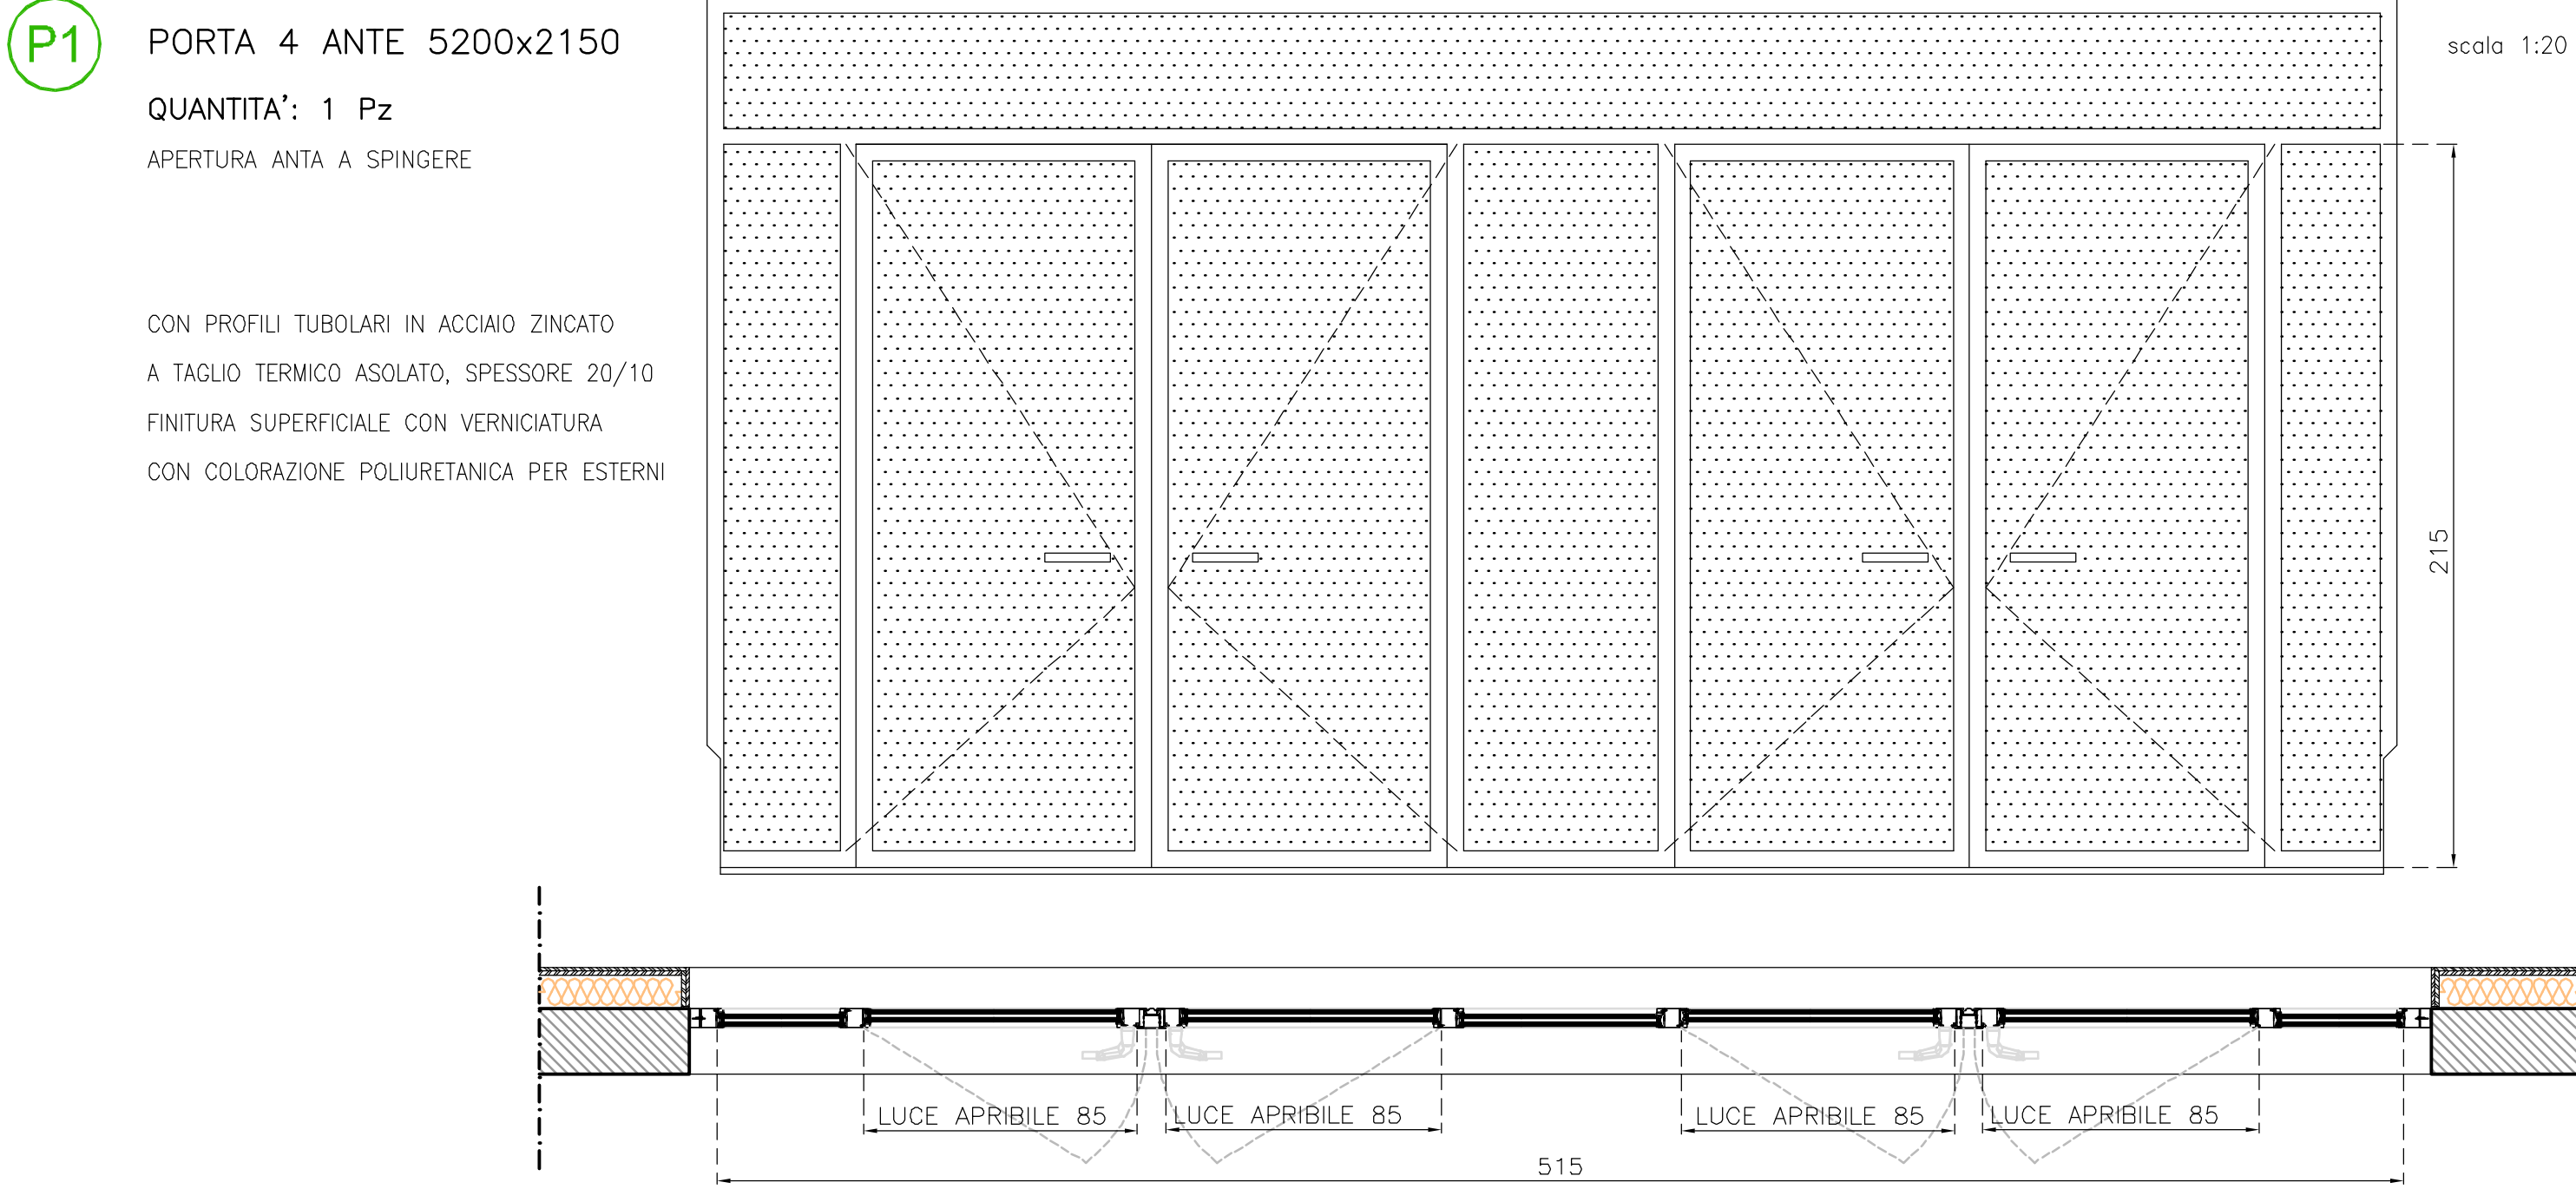 P1
PORTA 4 ANTE 5200x2150
scala 1:20
QUANTITA': 1 Pz
APERTURA ANTA A SPINGERE
CON PROFILI TUBOLARI IN ACCIAIO ZINCATO
A TAGLIO TERMICO ASOLATO, SPESSORE 20/10
FINITURA SUPERFICIALE CON VERNICIATURA
CON COLORAZIONE POLIURETANICA PER ESTERNI
215
LUCE APRIBILE 85
LUCE APRIBILE 85
LUCE APRIBILE 85
LUCE APRIBILE 85
515